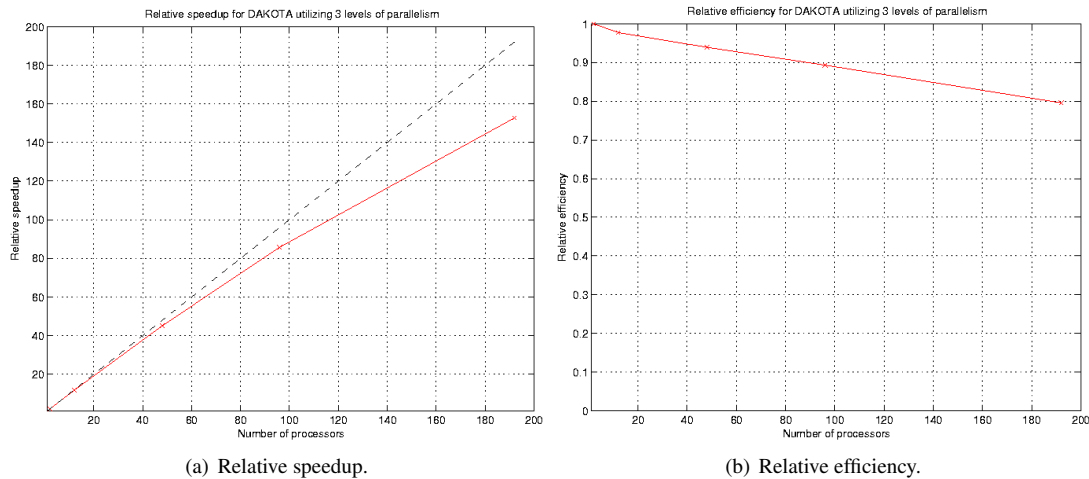 Relative speedup for DAKOTA utilizing 3 levels of parallelism
200
180
160
140
120
100
80
60
40
20
Relative speedup
20 40 60 80 100 120 140 160 180 200
Number of processors
(a) Relative speedup.
Relative efficiency for DAKOTA utilizing 3 levels of parallelism
1
0.9
0.8
0.7
0.6
0.5
0.4
0.3
0.2
0.1
0
Relative efficiency
20 40 60 80 100 120 140 160 180 200
Number of processors
(b) Relative efficiency.